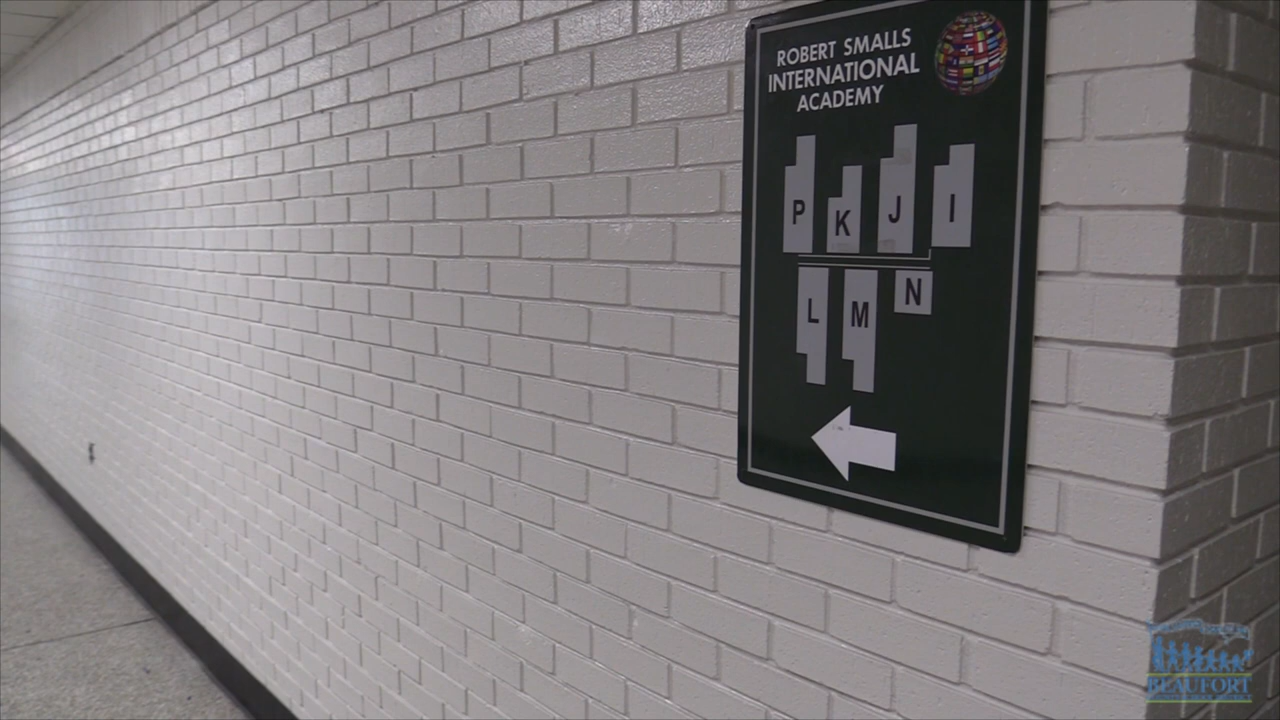 ROBERT SMALLS
INTERNATIONAL
ACADEMY
P K J I
L M N
BEAUFORT